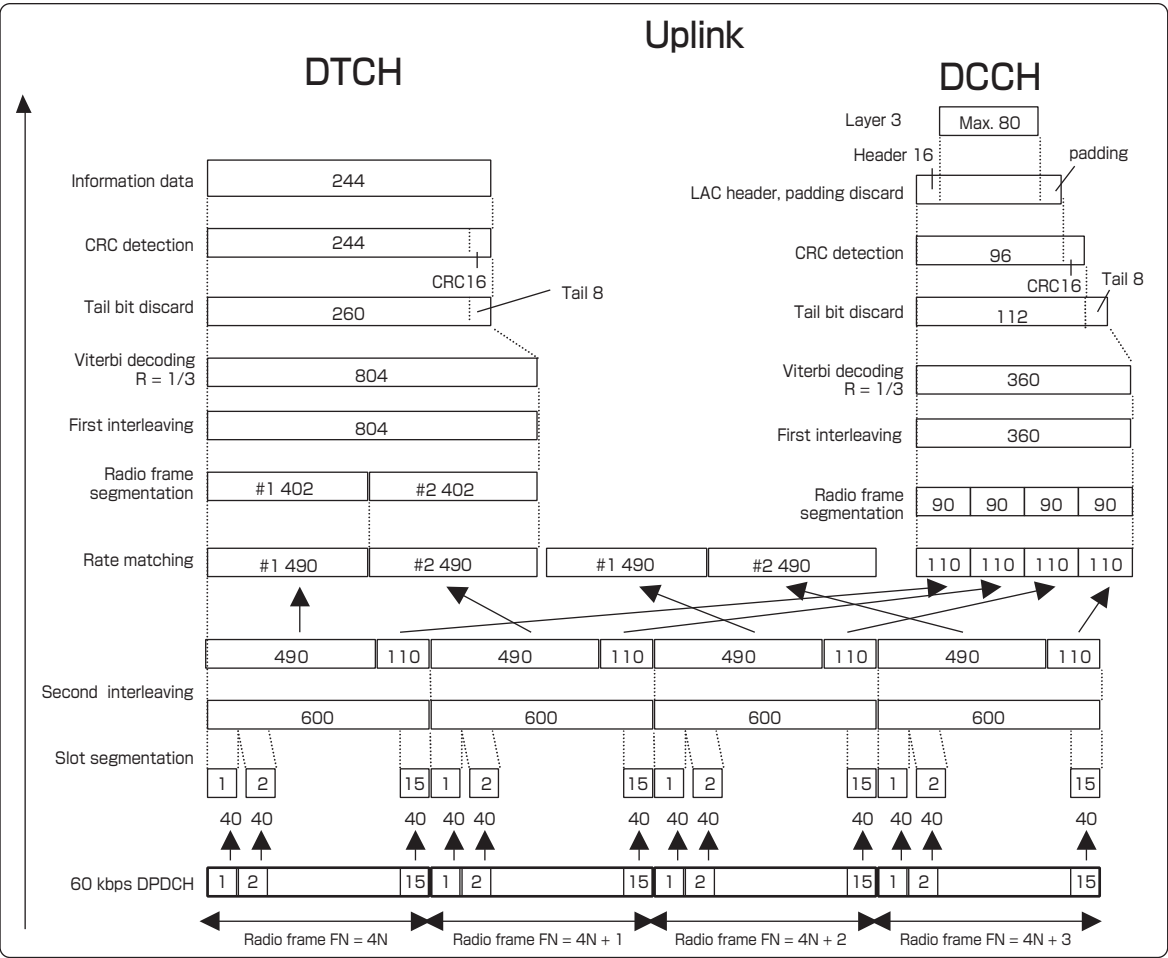 Uplink
DTCH
DCCH
Layer 3
Max. 80
Header 16
padding
Information data
244
LAC header, padding discard
CRC detection
244
CRC16
CRC detection
96
CRC16
Tail bit discard
260
Tail 8
Tail bit discard
112
Tail 8
Viterbi decoding
R = 1/3
804
Viterbi decoding
R = 1/3
360
First interleaving
804
First interleaving
360
Radio frame
segmentation
#1 402 #2 402
Radio frame
segmentation
90 90 90 90
Rate matching
#1 490 #2 490 #1 490 #2 490 110 110 110 110
490 110 490 110 490 110 490 110
Second interleaving
600 600 600 600
Slot segmentation
1 2 15 1 2 15 1 2 15 1 2 15
40 40 40 40 40 40 40 40 40 40 40 40
60 kbps DPDCH
1 2 15 1 2 15 1 2 15 1 2 15
Radio frame FN = 4N Radio frame FN = 4N + 1 Radio frame FN = 4N + 2 Radio frame FN = 4N + 3